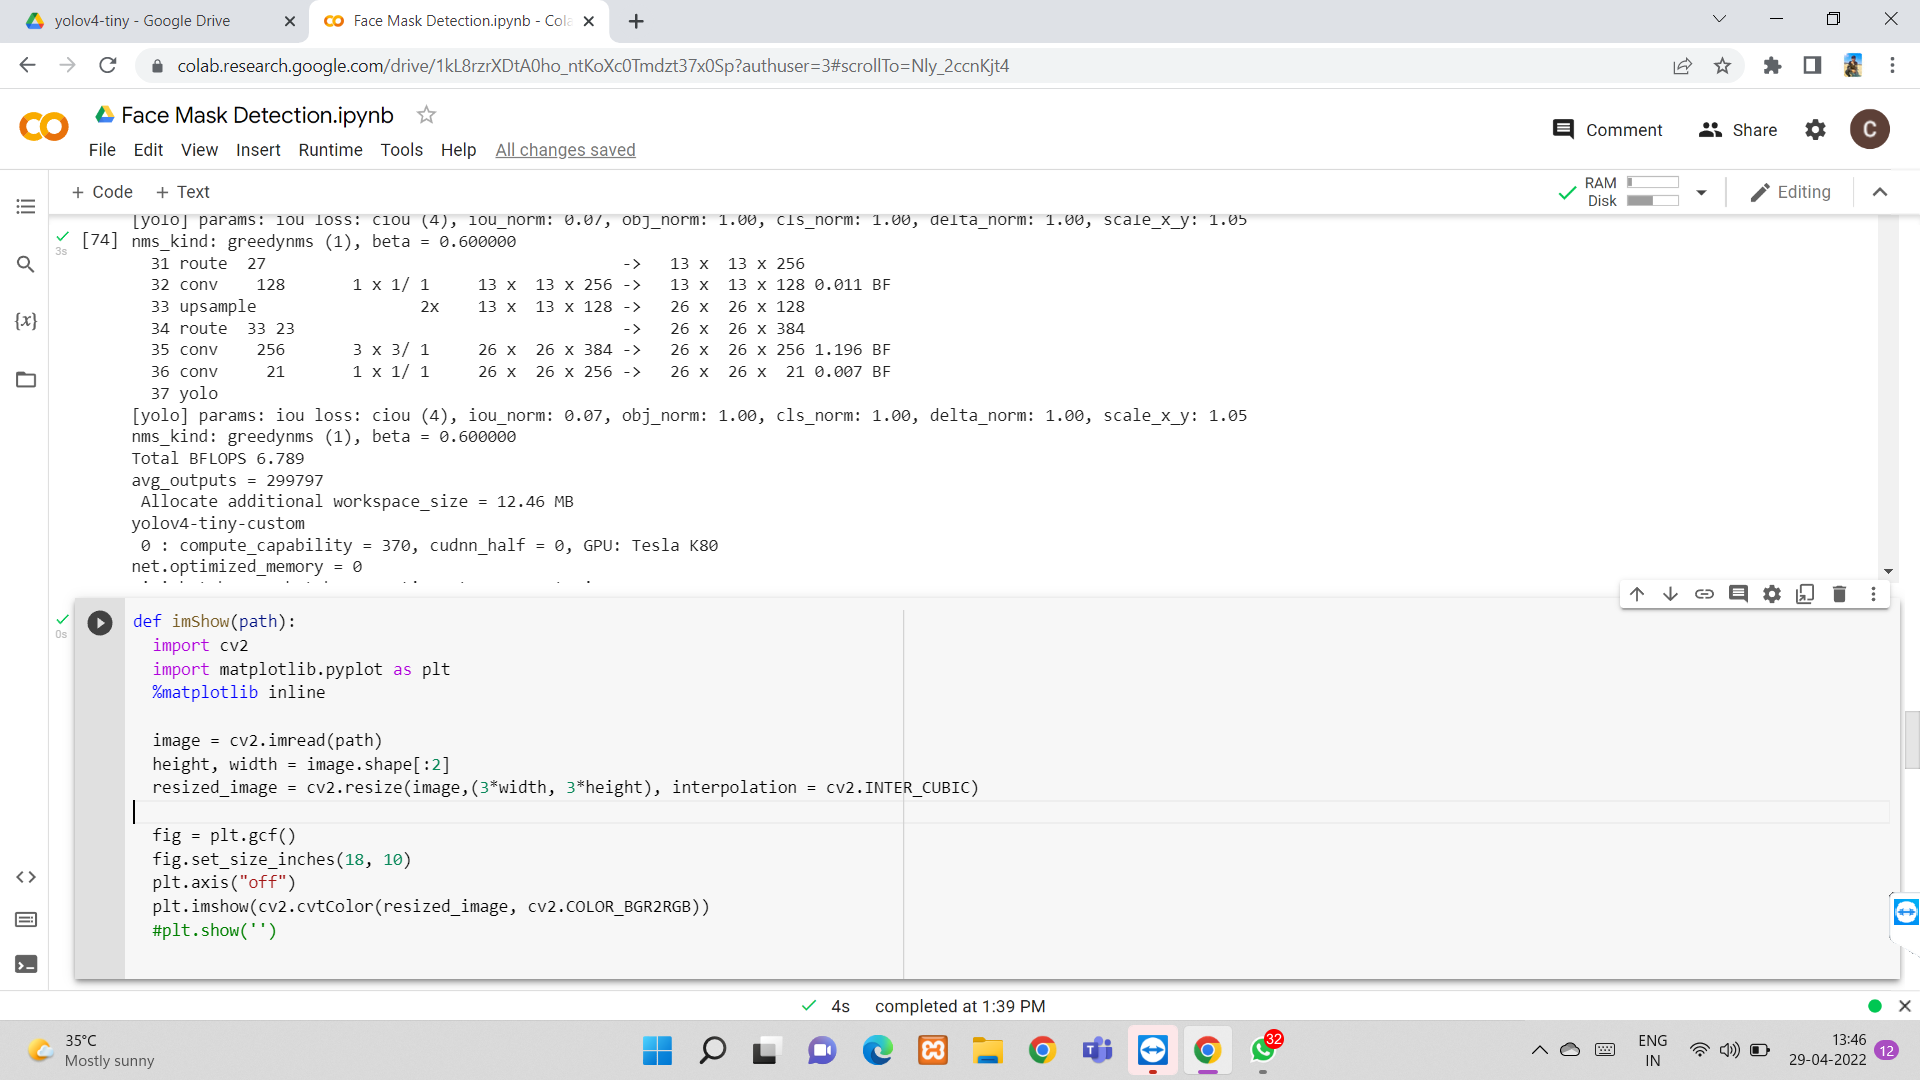 yolov4-tiny - Google Drive
Face Mask Detection.ipynb - Cola
colab.research.google.com/drive/1kL8rzrXDtA0ho_ntKoXc0Tmdzt37x0Sp?authuser=3#scrollTo=Nly_2ccnKjt4
CO
Face Mask Detection.ipynb
Comment
Share
C
File Edit View Insert Runtime Tools Help All changes saved
+ Code + Text
RAM
Disk
Editing
[yolo] params: iou loss: ciou (4), iou_norm: 0.07, obj_norm: 1.00, cls_norm: 1.00, delta_norm: 1.00, scale_x_y: 1.05
[74] nms_kind: greedynms (1), beta = 0.600000
3s
31 route 27 -> 13 x 13 x 256
32 conv 128 1 x 1/ 1 13 x 13 x 256 -> 13 x 13 x 128 0.011 BF
33 upsample 2x 13 x 13 x 128 -> 26 x 26 x 128
34 route 33 23 -> 26 x 26 x 384
35 conv 256 3 x 3/ 1 26 x 26 x 384 -> 26 x 26 x 256 1.196 BF
36 conv 21 1 x 1/ 1 26 x 26 x 256 -> 26 x 26 x 21 0.007 BF
37 yolo
[yolo] params: iou loss: ciou (4), iou_norm: 0.07, obj_norm: 1.00, cls_norm: 1.00, delta_norm: 1.00, scale_x_y: 1.05
nms_kind: greedynms (1), beta = 0.600000
Total BFLOPS 6.789
avg_outputs = 299797
Allocate additional workspace_size = 12.46 MB
yolov4-tiny-custom
0 : compute_capability = 370, cudnn_half = 0, GPU: Tesla K80
net.optimized_memory = 0
{x}
0s
def imShow(path):
import cv2
import matplotlib.pyplot as plt
%matplotlib inline
image = cv2.imread(path)
height, width = image.shape[:2]
resized_image = cv2.resize(image,(3*width, 3*height), interpolation = cv2.INTER_CUBIC)
fig = plt.gcf()
fig.set_size_inches(18, 10)
plt.axis("off")
plt.imshow(cv2.cvtColor(resized_image, cv2.COLOR_BGR2RGB))
#plt.show('')
4s completed at 1:39 PM
35°C
Mostly sunny
32
ENG
IN
13:46
29-04-2022
12